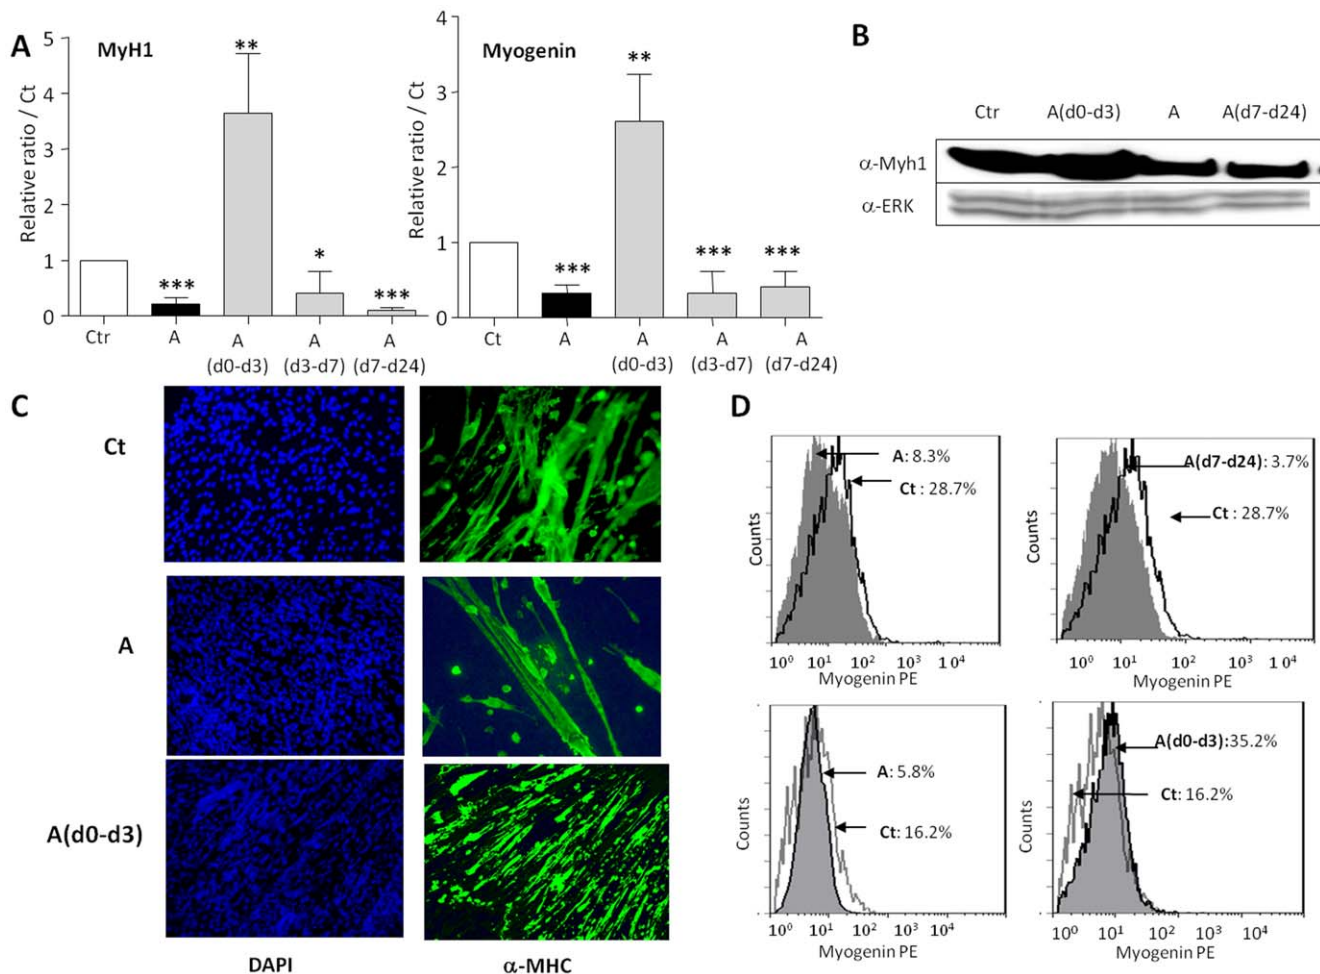 A
MyH1
Relative ratio / Ct
5
4
3
2
1
0
**
***
*
***
Ctr
A
A
(d0-d3)
A
(d3-d7)
A
(d7-d24)
Myogenin
Relative ratio / Ct
4
3
2
1
0
***
**
***
***
Ct
A
A
(d0-d3)
A
(d3-d7)
A
(d7-d24)
B
Ctr A(d0-d3) A A(d7-d24)
α-Myh1
α-ERK
C
Ct
A
A(d0-d3)
DAPI
α-MHC
D
Counts
A: 8.3%
Ct : 28.7%
10⁰ 10¹ 10² 10³ 10⁴
Myogenin PE
Counts
A(d7-d24): 3.7%
Ct : 28.7%
10⁰ 10¹ 10² 10³ 10⁴
Myogenin PE
Counts
A: 5.8%
Ct: 16.2%
10⁰ 10¹ 10² 10³ 10⁴
Myogenin PE
Counts
A(d0-d3):35.2%
Ct: 16.2%
10⁰ 10¹ 10² 10³ 10⁴
Myogenin PE